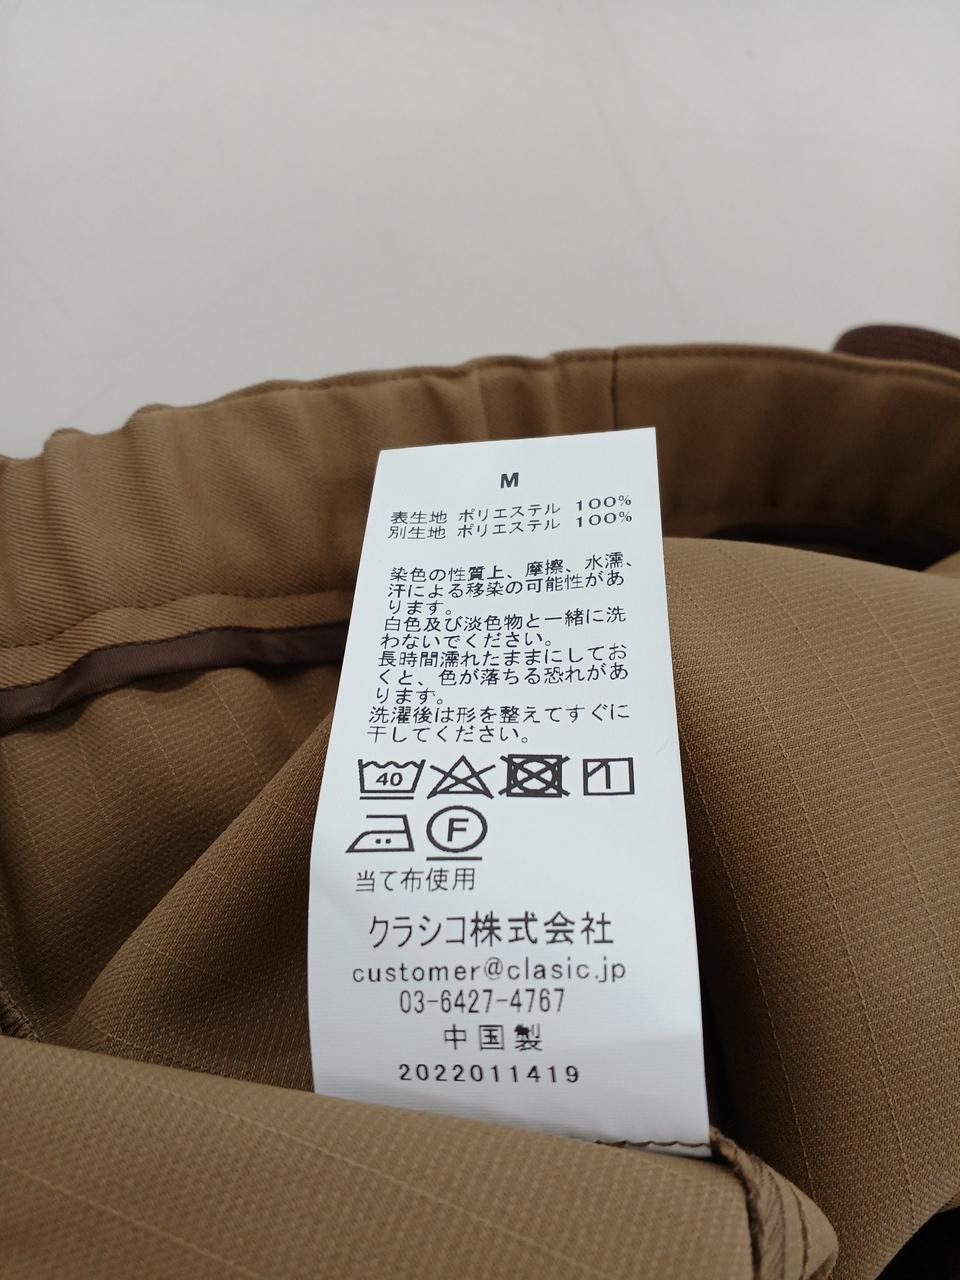 M
表生地 ポリエステル 100%
別生地 ポリエステル 100%
染色の性質上、摩擦、水濡、
汗による移染の可能性があ
ります。
白色及び淡色物と一緒に洗
わないでください。
長時間濡れたままにしてお
くと、色が落ちる恐れがあ
ります。
洗濯後は形を整えてすぐに
干してください。
40
F
当て布使用
クラシコ株式会社
customer@clasic.jp
03-6427-4767
中国製
2022011419